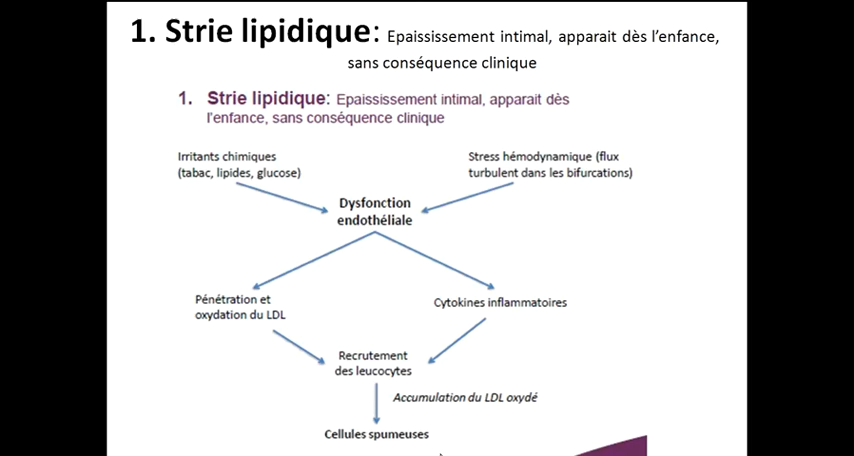 1. Strie lipidique: Epaississement intimal, apparait dès l’enfance,
sans conséquence clinique
1. Strie lipidique: Epaississement intimal, apparait dès
l’enfance, sans conséquence clinique
Irritants chimiques
(tabac, lipides, glucose)
Stress hémodynamique (flux
turbulent dans les bifurcations)
Dysfonction
endothéliale
Pénétration et
oxydation du LDL
Cytokines inflammatoires
Recrutement
des leucocytes
Accumulation du LDL oxydé
Cellules spumeuses